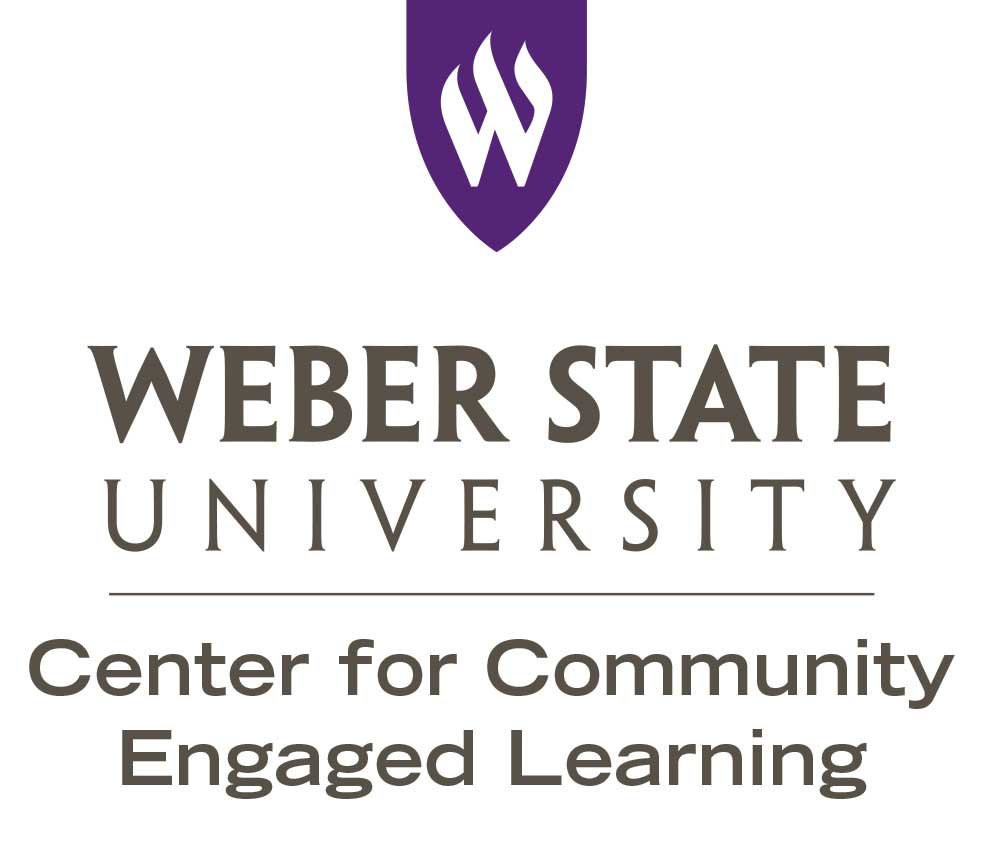 W
WEBER STATE
UNIVERSITY
Center for Community
Engaged Learning